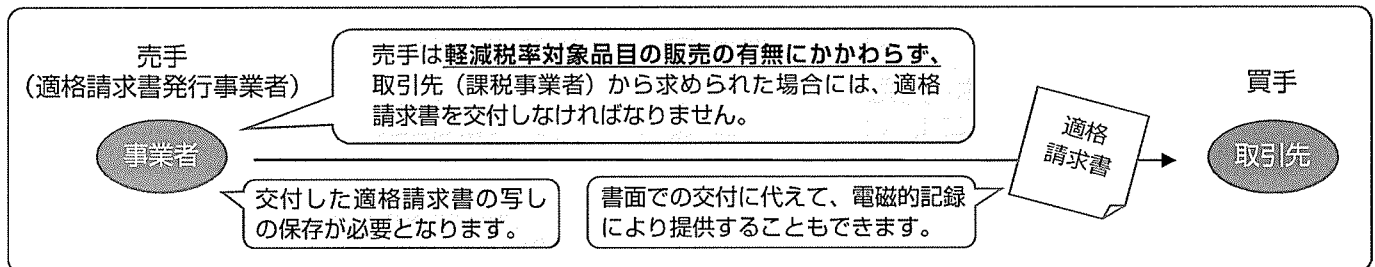 売手
（適格請求書発行事業者）
事業者
売手は軽減税率対象品目の販売の有無にかかわらず、
取引先（課税事業者）から求められた場合には、適格
請求書を交付しなければなりません。
交付した適格請求書の写し
の保存が必要となります。
書面での交付に代えて、電磁的記録
により提供することもできます。
適格
請求書
買手
取引先